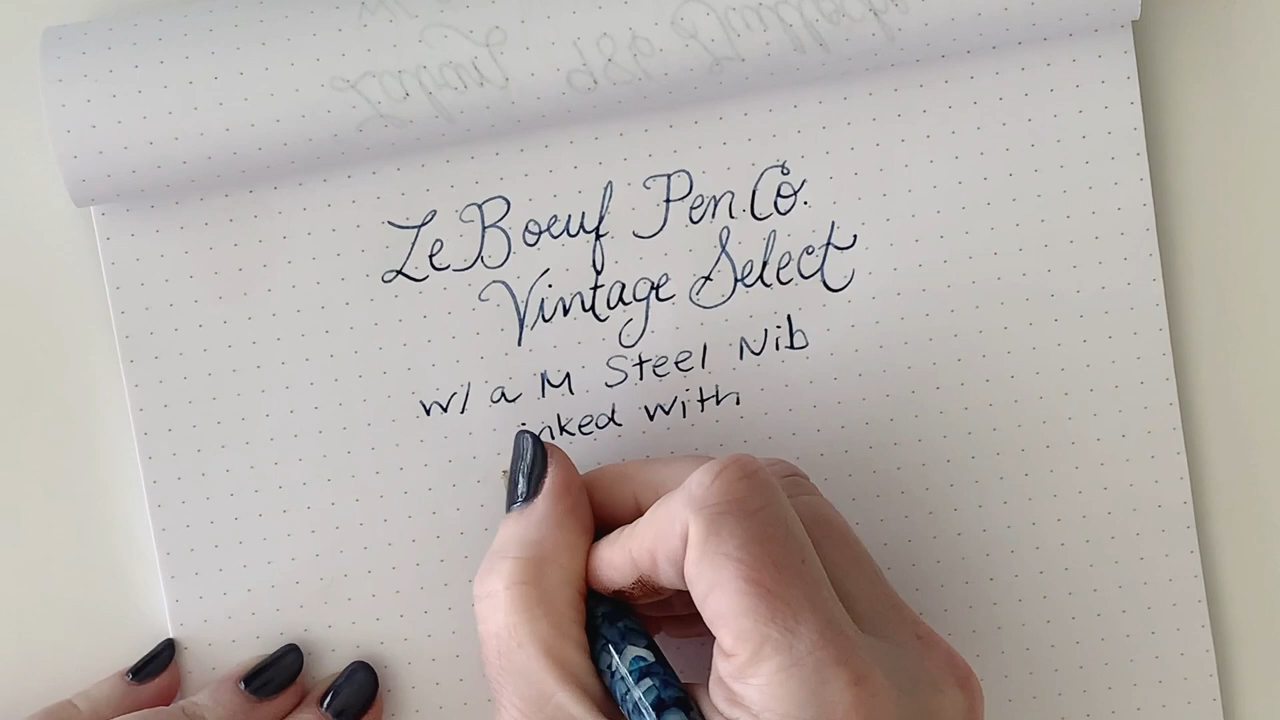 LeBoeuf Pen Co.
Vintage Select
w/ a M Steel Nib
inked with